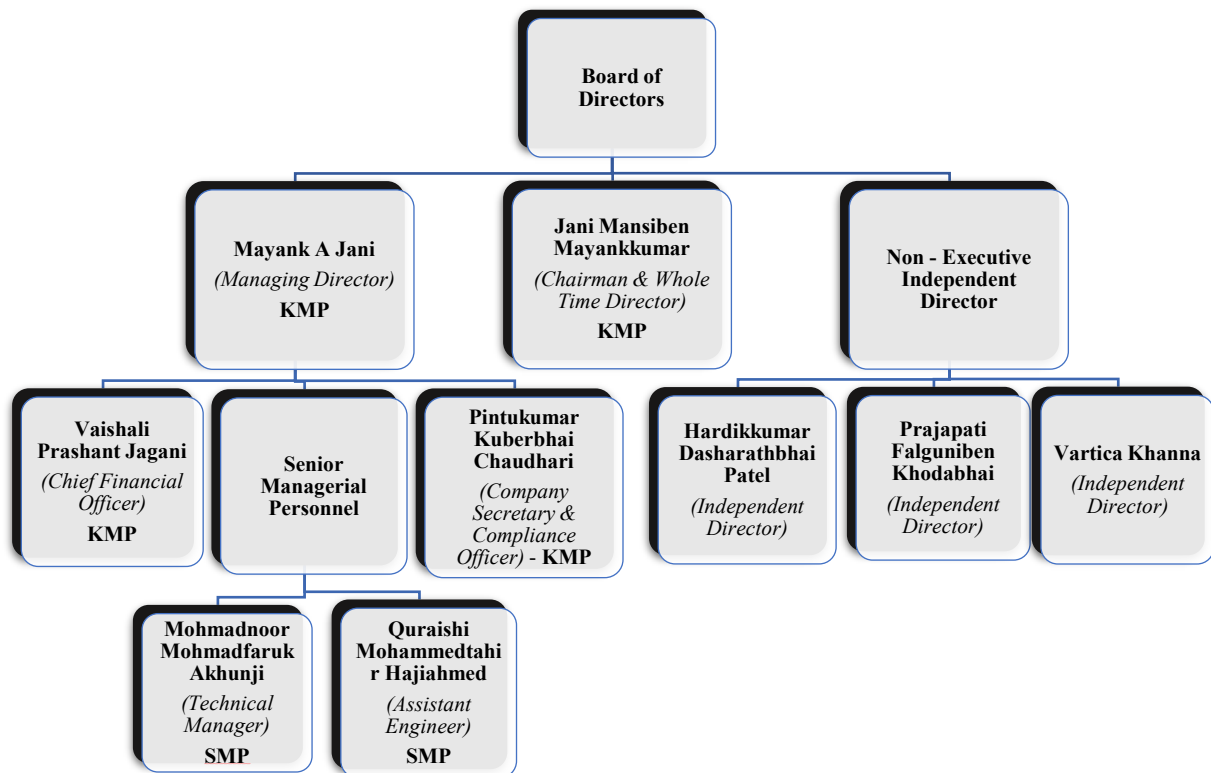 Board of
Directors
Mayank A Jani
(Managing Director)
KMP
Jani Mansiben
Mayankkumar
(Chairman & Whole
Time Director)
KMP
Non - Executive
Independent
Director
Vaishali
Prashant Jagani
(Chief Financial
Officer)
KMP
Senior
Managerial
Personnel
Pintukumar
Kuberbhai
Chaudhari
(Company
Secretary &
Compliance
Officer) - KMP
Hardikkumar
Dasharathbhai
Patel
(Independent
Director)
Prajapati
Falguniben
Khodabhai
(Independent
Director)
Vartica Khanna
(Independent
Director)
Mohmadnoor
Mohmadfaruk
Akhunji
(Technical
Manager)
SMP
Quraishi
Mohammedtahi
r Hajiahmed
(Assistant
Engineer)
SMP